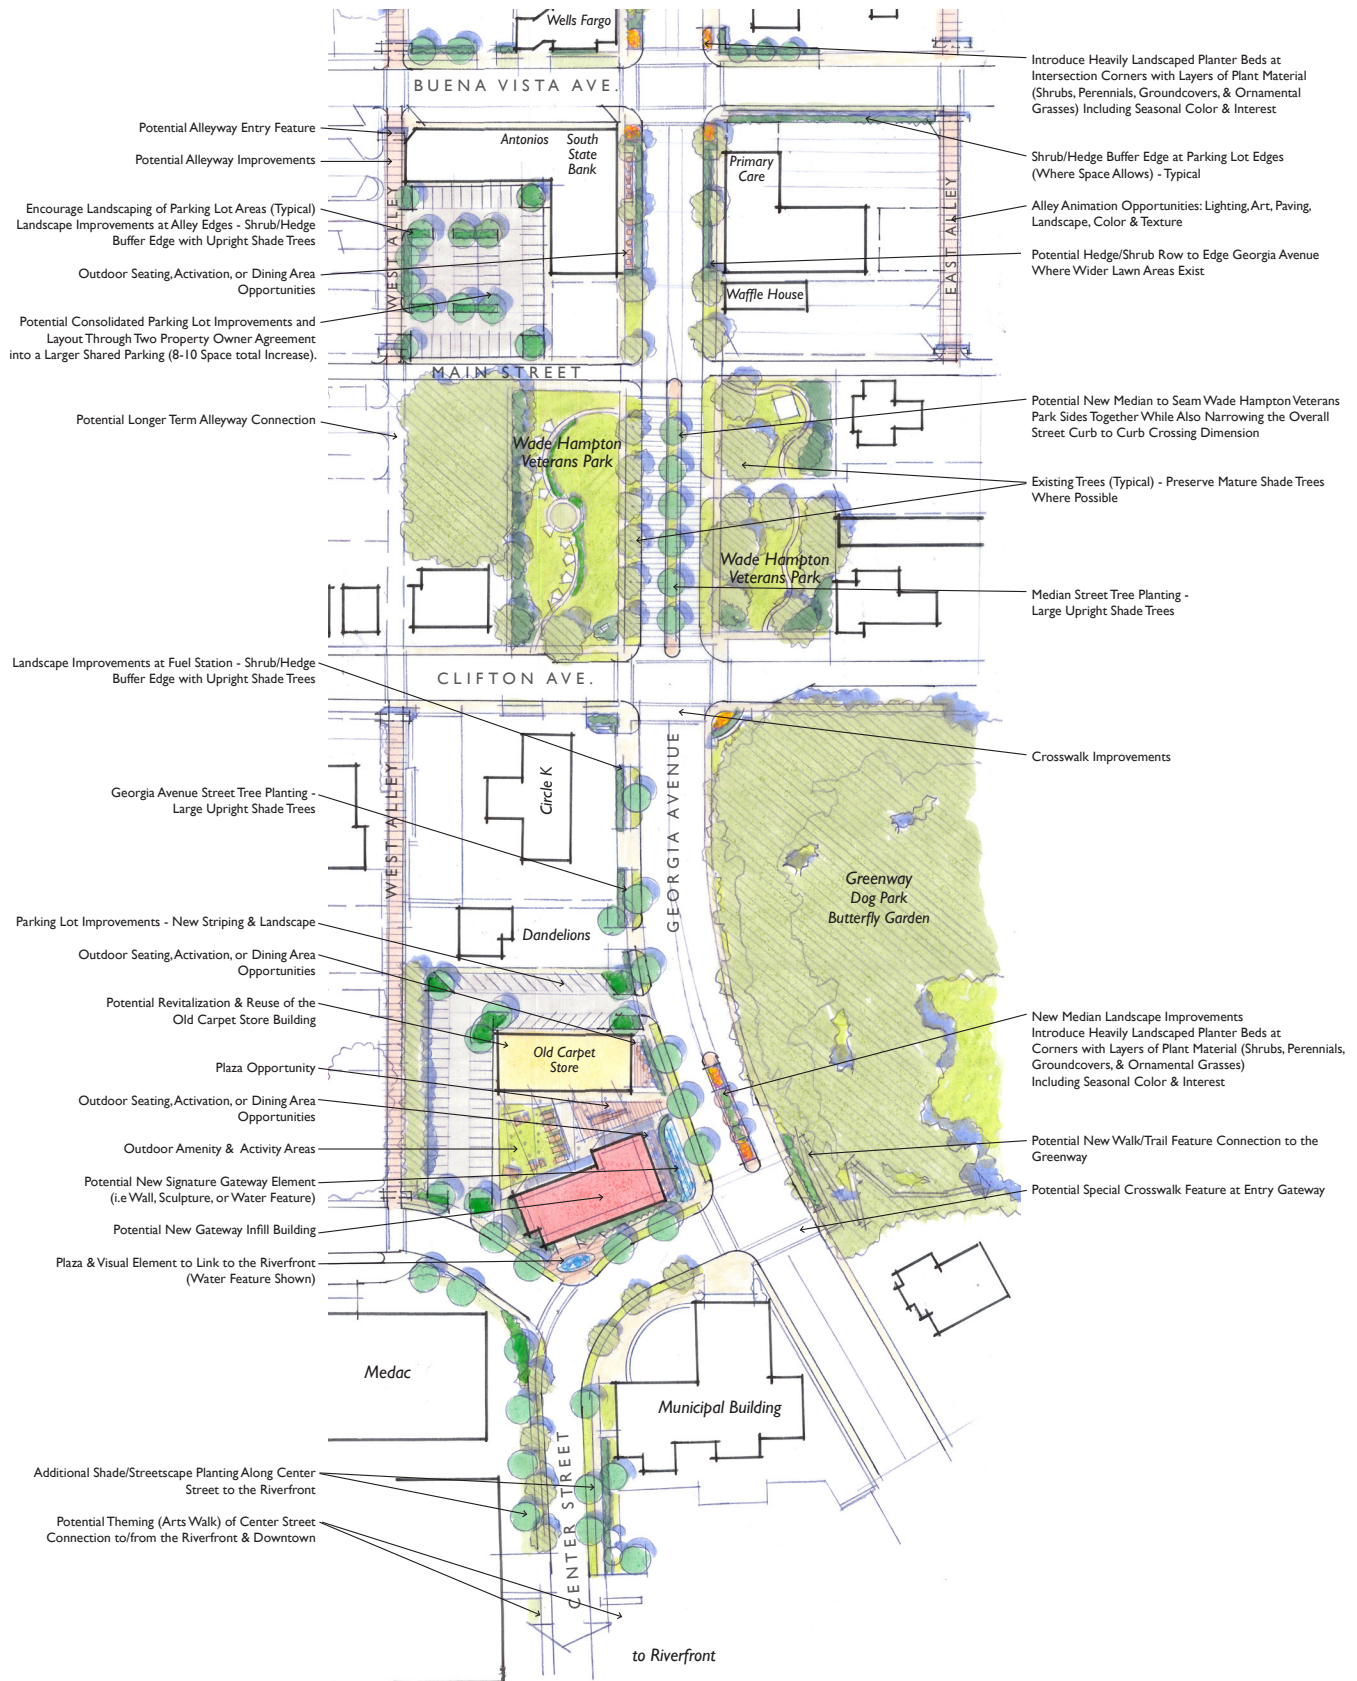 Wells Fargo
BUENA VISTA AVE.
Introduce Heavily Landscaped Planter Beds at
Intersection Corners with Layers of Plant Material
(Shrubs, Perennials, Groundcovers, & Ornamental
Grasses) Including Seasonal Color & Interest
Potential Alleyway Entry Feature
Potential Alleyway Improvements
Encourage Landscaping of Parking Lot Areas (Typical)
Landscape Improvements at Alley Edges - Shrub/Hedge
Buffer Edge with Upright Shade Trees
Outdoor Seating, Activation, or Dining Area
Opportunities
Potential Consolidated Parking Lot Improvements and
Layout Through Two Property Owner Agreement
into a Larger Shared Parking (8-10 Space total Increase).
WEST ALLEY
Antonios
South
State
Bank
Primary
Care
Waffle House
EAST ALLEY
Shrub/Hedge Buffer Edge at Parking Lot Edges
(Where Space Allows) - Typical
Alley Animation Opportunities: Lighting, Art, Paving,
Landscape, Color & Texture
Potential Hedge/Shrub Row to Edge Georgia Avenue
Where Wider Lawn Areas Exist
MAIN STREET
Potential Longer Term Alleyway Connection
Wade Hampton
Veterans Park
Wade Hampton
Veterans Park
Potential New Median to Seam Wade Hampton Veterans
Park Sides Together While Also Narrowing the Overall
Street Curb to Curb Crossing Dimension
Existing Trees (Typical) - Preserve Mature Shade Trees
Where Possible
Median Street Tree Planting -
Large Upright Shade Trees
Landscape Improvements at Fuel Station - Shrub/Hedge
Buffer Edge with Upright Shade Trees
CLIFTON AVE.
Crosswalk Improvements
WEST ALLEY
Circle K
GEORGIA AVENUE
Georgia Avenue Street Tree Planting -
Large Upright Shade Trees
Greenway
Dog Park
Butterfly Garden
Parking Lot Improvements - New Striping & Landscape
Dandelions
Outdoor Seating, Activation, or Dining Area
Opportunities
Potential Revitalization & Reuse of the
Old Carpet Store Building
Old Carpet
Store
Plaza Opportunity
Outdoor Seating, Activation, or Dining Area
Opportunities
Outdoor Amenity & Activity Areas
Potential New Signature Gateway Element
(i.e Wall, Sculpture, or Water Feature)
Potential New Gateway Infill Building
Plaza & Visual Element to Link to the Riverfront
(Water Feature Shown)
New Median Landscape Improvements
Introduce Heavily Landscaped Planter Beds at
Corners with Layers of Plant Material (Shrubs, Perennials,
Groundcovers, & Ornamental Grasses)
Including Seasonal Color & Interest
Potential New Walk/Trail Feature Connection to the
Greenway
Potential Special Crosswalk Feature at Entry Gateway
Medac
Municipal Building
CENTER STREET
Additional Shade/Streetscape Planting Along Center
Street to the Riverfront
Potential Theming (Arts Walk) of Center Street
Connection to/from the Riverfront & Downtown
to Riverfront